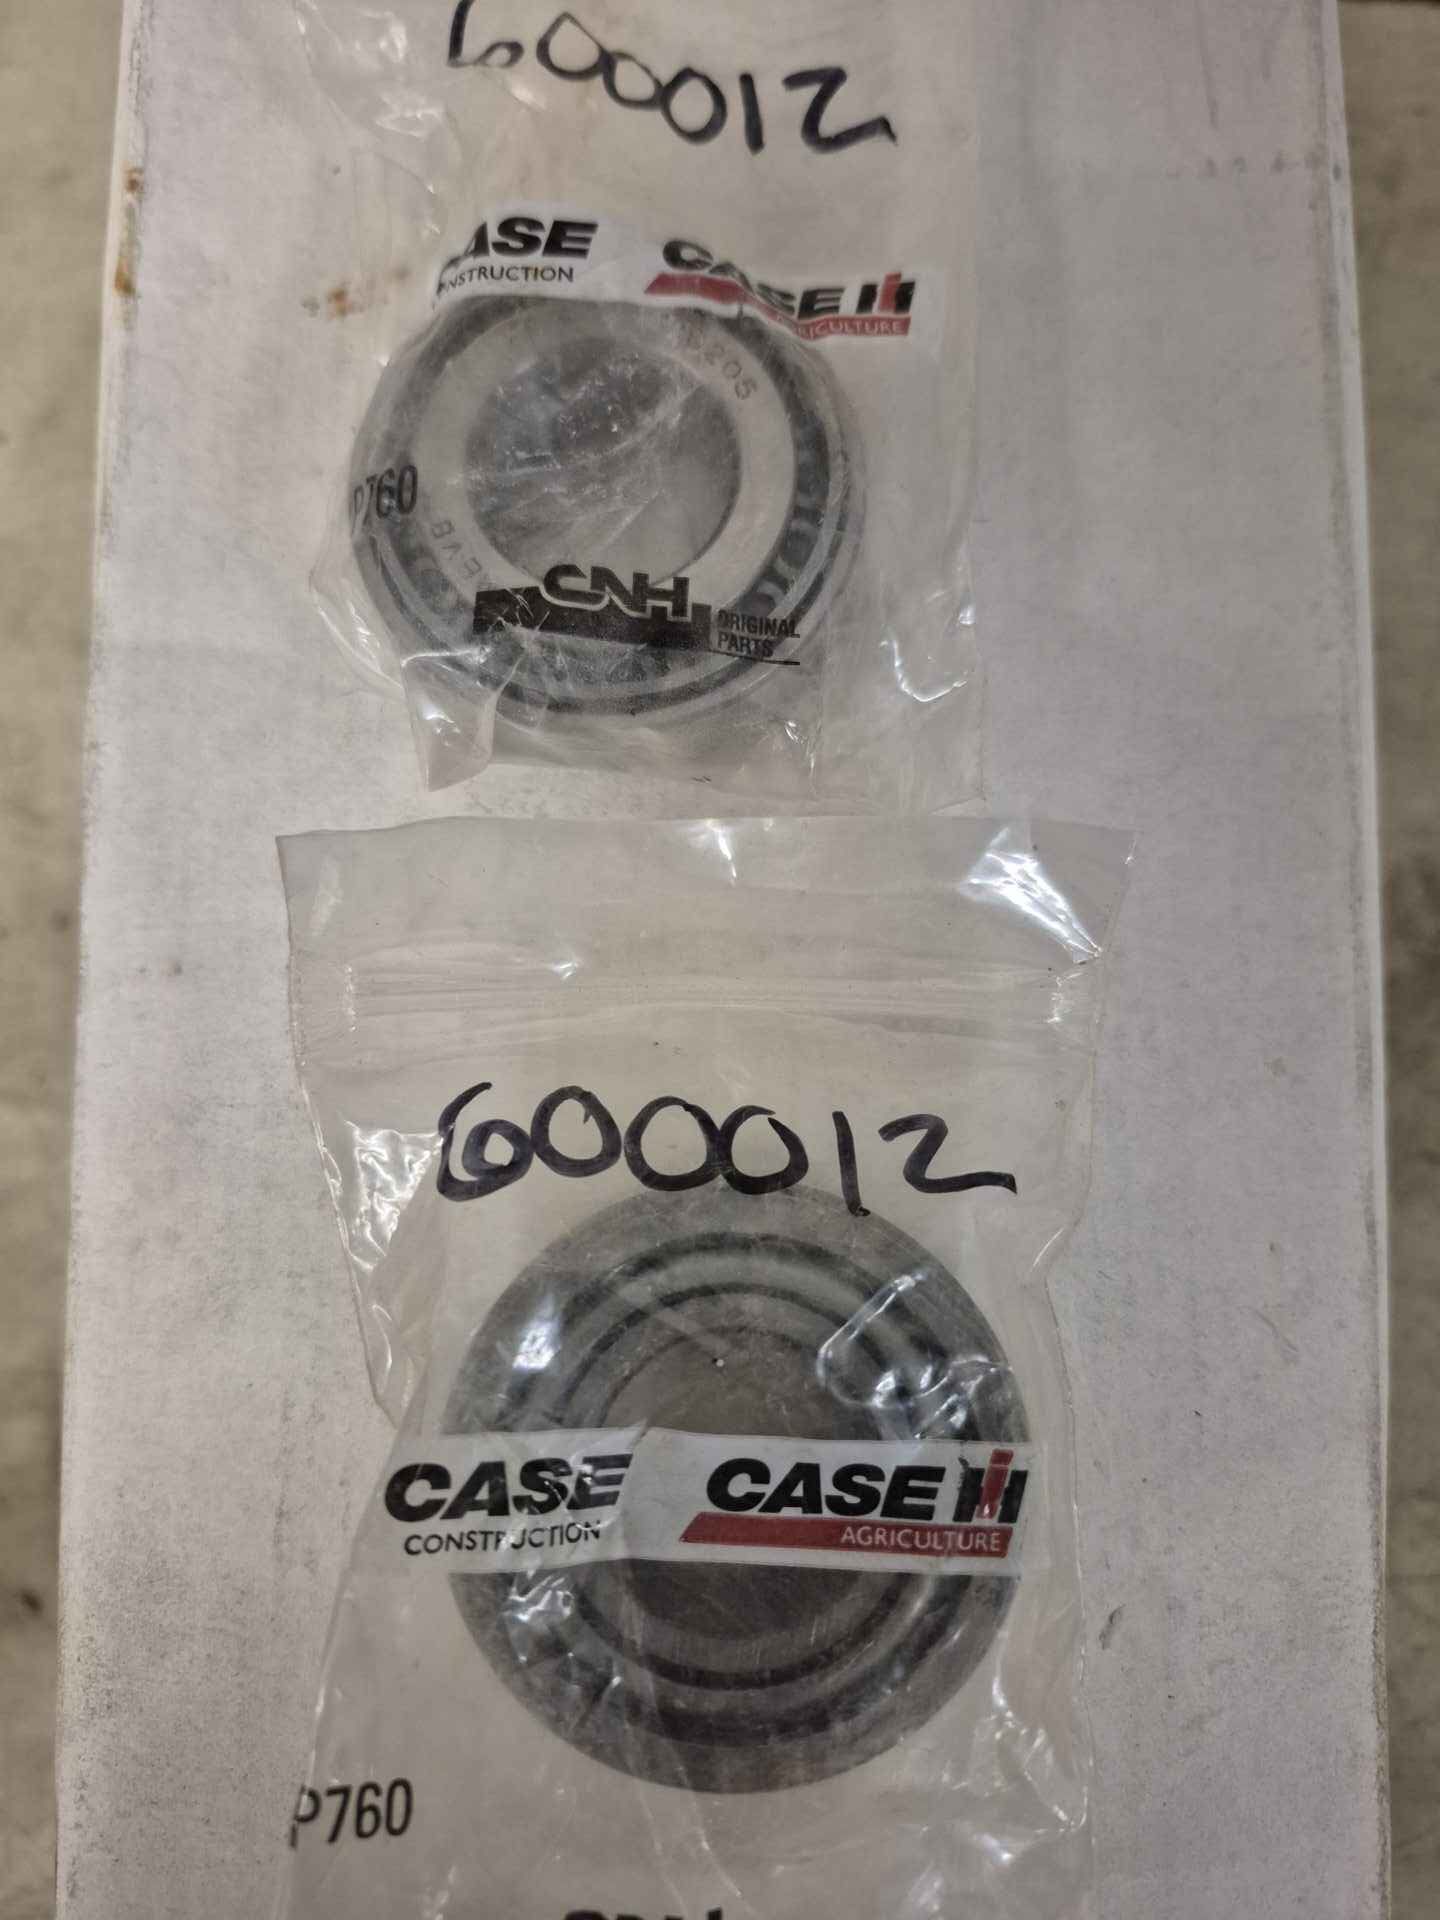 600012
CASE
CONSTRUCTION
CASE IH
AGRICULTURE
P760
CNH
ORIGINAL
PARTS
600012
CASE
CONSTRUCTION
CASE IH
AGRICULTURE
P760